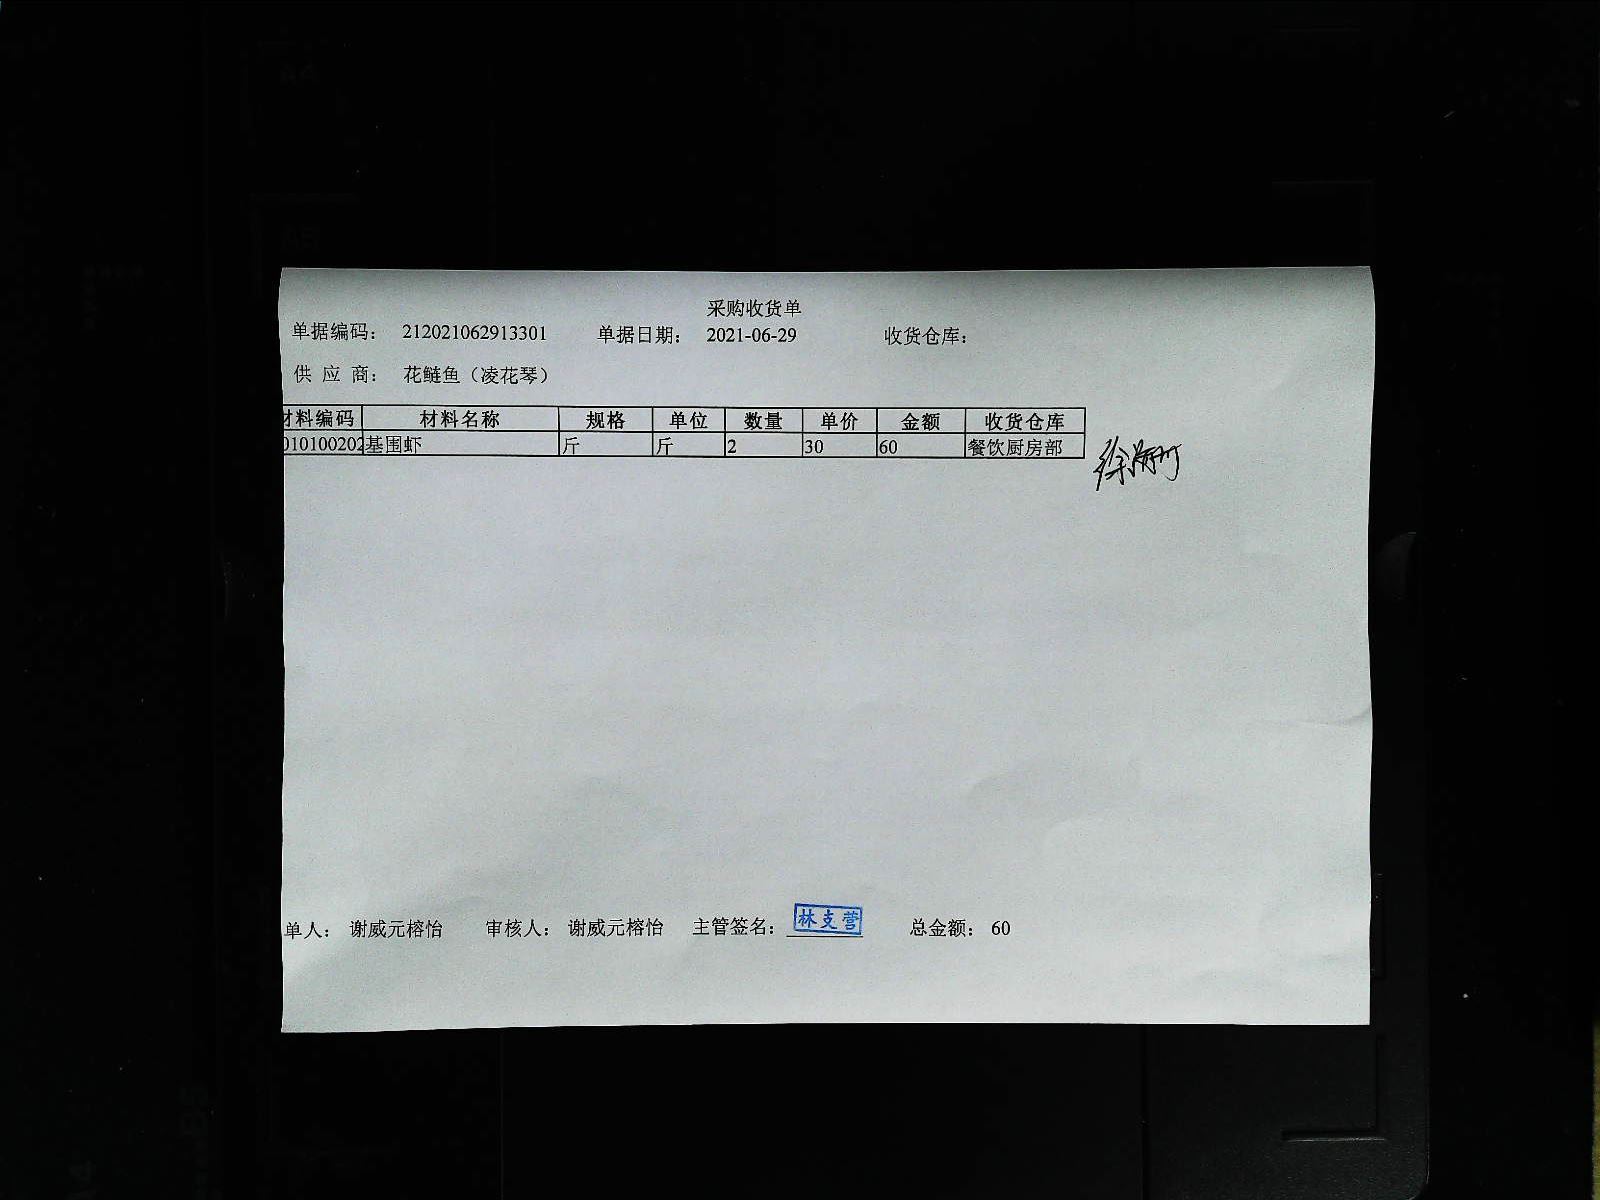 采购收货单
单据编码： 212021062913301 单据日期： 2021-06-29 收货仓库：
供 应 商： 花鲢鱼（凌花琴）
材料编码 材料名称 规格 单位 数量 单价 金额 收货仓库
010100202 基围虾 斤 斤 2 30 60 餐饮厨房部
单人： 谢威元榕怡 审核人： 谢威元榕怡 主管签名： 林支营 总金额： 60